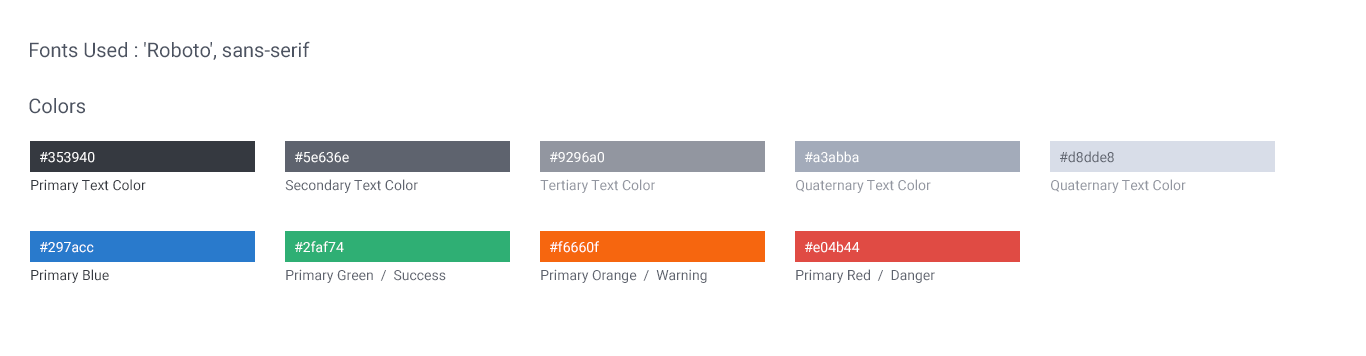 Fonts Used : 'Roboto', sans-serif
Colors
#353940 #5e636e #9296a0 #a3abba #d8dde8
Primary Text Color Secondary Text Color Tertiary Text Color Quaternary Text Color Quaternary Text Color
#297acc #2faf74 #f6660f #e04b44
Primary Blue Primary Green / Success Primary Orange / Warning Primary Red / Danger